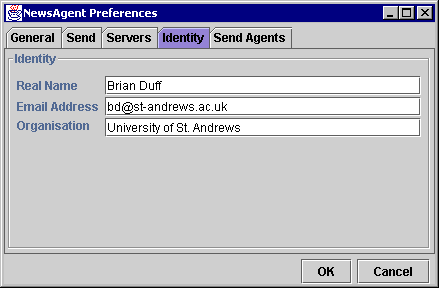 NewsAgent Preferences
General Send Servers Identity Send Agents
Identity
Real Name Brian Duff
Email Address bd@st-andrews.ac.uk
Organisation University of St. Andrews
OK Cancel